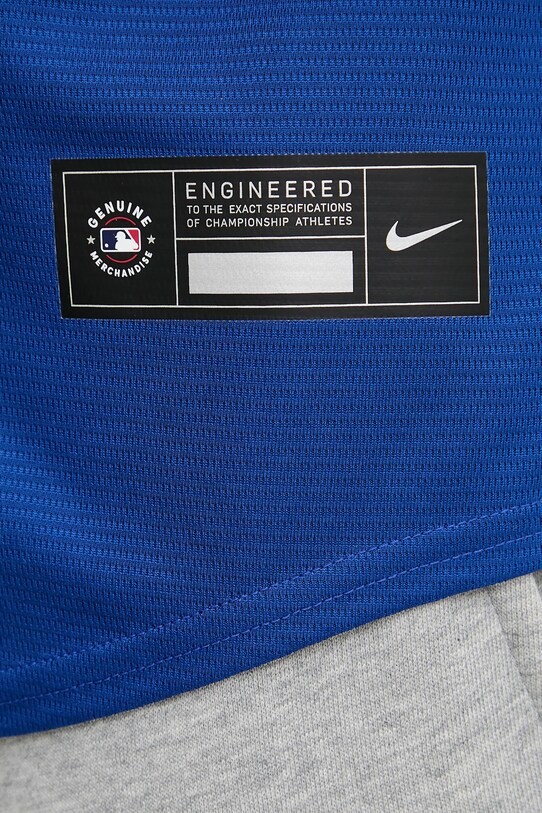 GENUINE
MERCHANDISE
ENGINEERED
TO THE EXACT SPECIFICATIONS
OF CHAMPIONSHIP ATHLETES